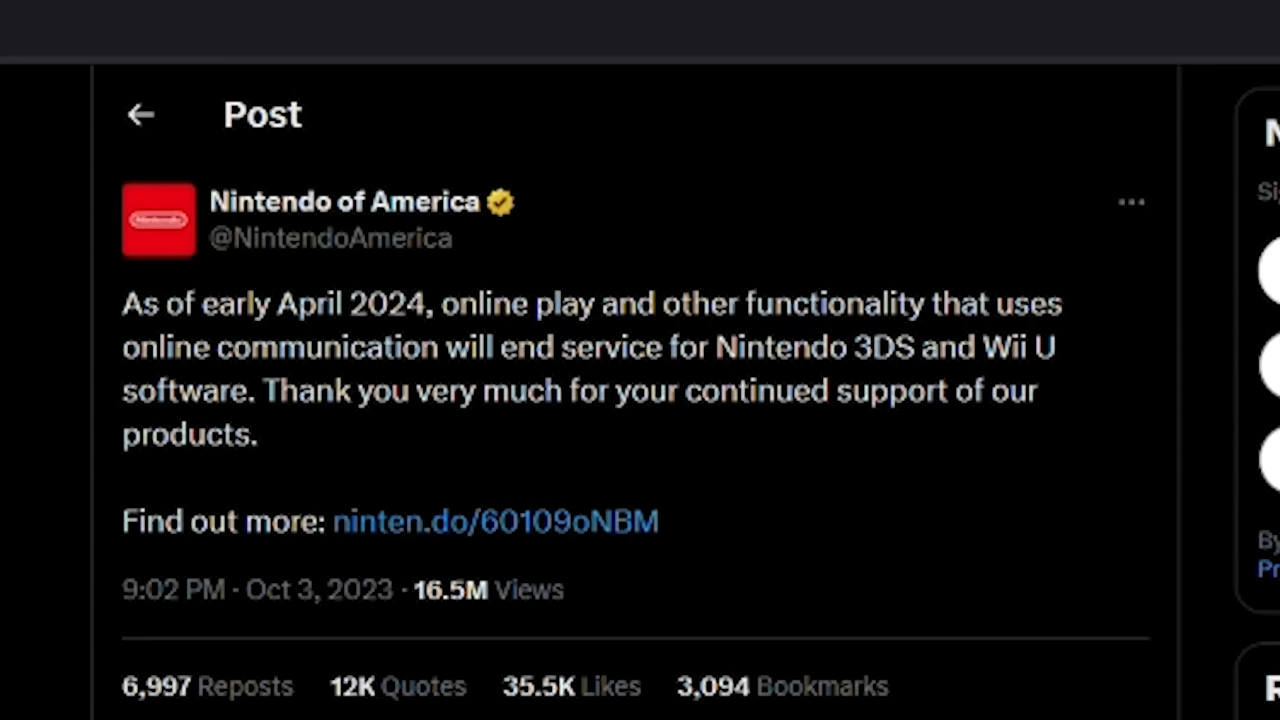 Post
Nintendo of America
@NintendoAmerica
Nintendo
As of early April 2024, online play and other functionality that uses
online communication will end service for Nintendo 3DS and Wii U
software. Thank you very much for your continued support of our
products.
Find out more: ninten.do/60109oNBM
9:02 PM · Oct 3, 2023 · 16.5M Views
6,997 Reposts 12K Quotes 35.5K Likes 3,094 Bookmarks